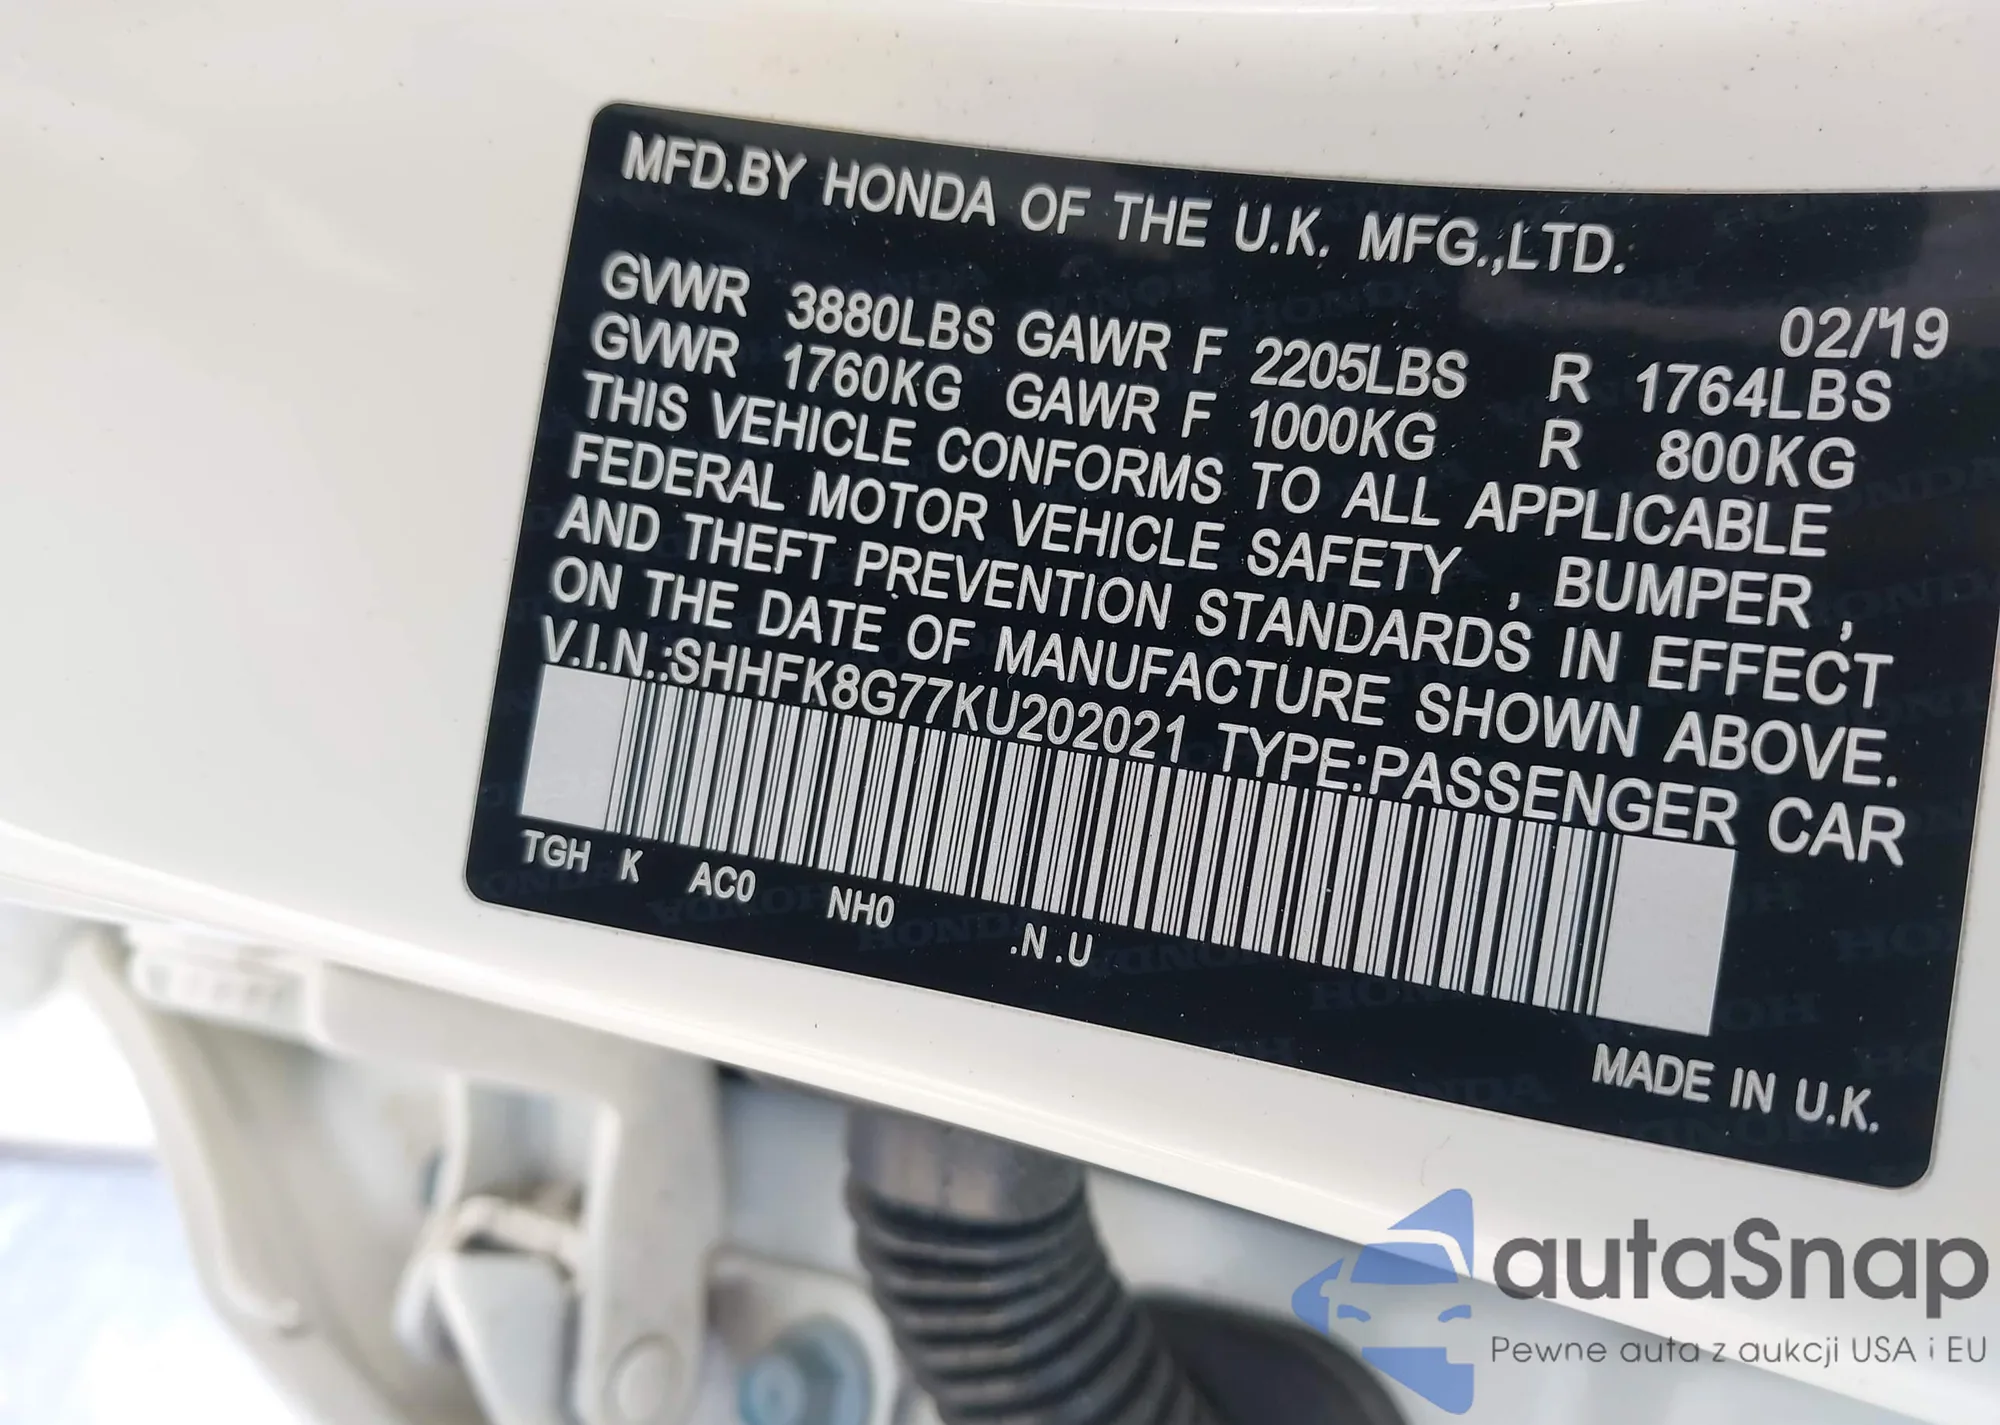 MFD.BY HONDA OF THE U.K. MFG.,LTD.
02/'19
GVWR 3880LBS GAWR F 2205LBS R 1764LBS
GVWR 1760KG GAWR F 1000KG R 800KG
THIS VEHICLE CONFORMS TO ALL APPLICABLE
FEDERAL MOTOR VEHICLE SAFETY , BUMPER ,
AND THEFT PREVENTION STANDARDS IN EFFECT
ON THE DATE OF MANUFACTURE SHOWN ABOVE.
V.I.N.:SHHFK8G77KU202021 TYPE:PASSENGER CAR
TGH K AC0 NH0 .N .U
MADE IN U.K.
autaSnap
Pewne auta z aukcji USA i EU